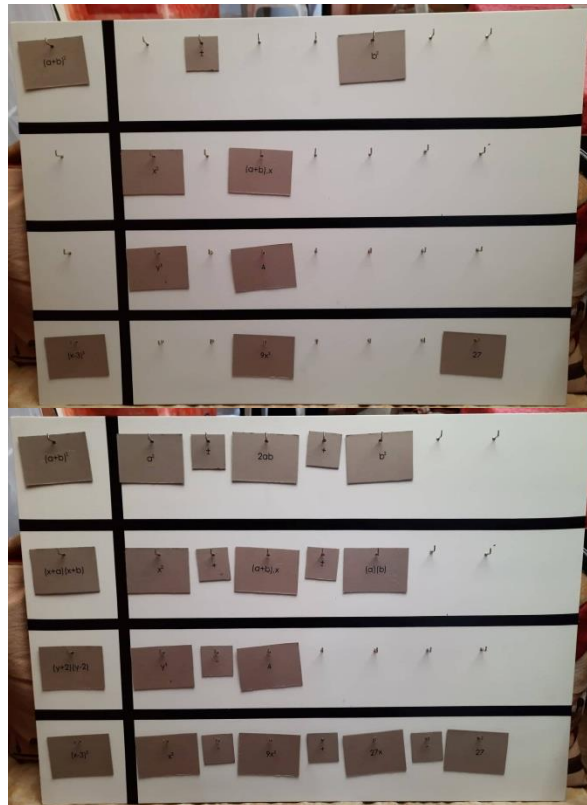 (a+b)² + b²
x² (a+b).x
y² 4
(x-3)³ 9x² 27
(a+b)² a² + 2ab + b²
(x+a)(x+b) x² + (a+b).x + (a)(b)
(y+2)(y-2) y² 4
(x-3)³ x³ 9x² + 27x 27